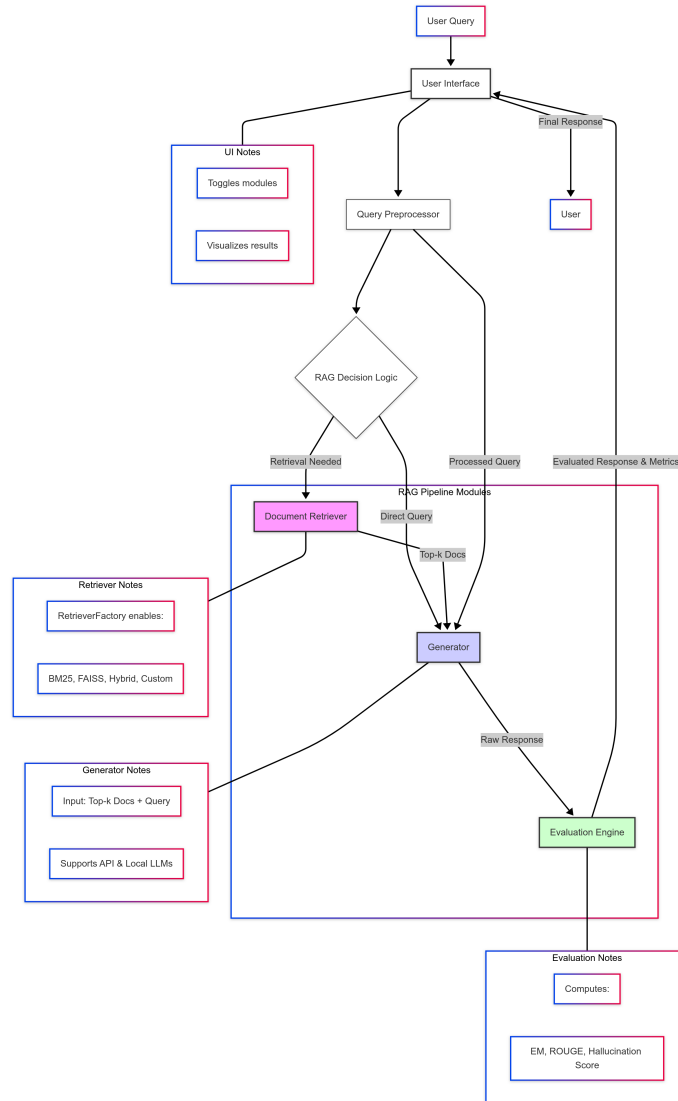 User Query
User Interface
Final Response
UI Notes
Toggles modules
Visualizes results
Query Preprocessor
User
RAG Decision Logic
Retrieval Needed
Processed Query
Evaluated Response & Metrics
RAG Pipeline Modules
Document Retriever
Direct Query
Top-k Docs
Retriever Notes
RetrieverFactory enables:
BM25, FAISS, Hybrid, Custom
Generator
Raw Response
Generator Notes
Input: Top-k Docs + Query
Supports API & Local LLMs
Evaluation Engine
Evaluation Notes
Computes:
EM, ROUGE, Hallucination
Score